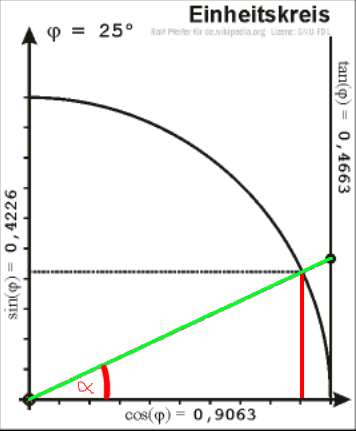 Einheitskreis
φ = 25°
Ralf Pfeifer für de.wikipedia.org Lizenz: GNU-FDL
tan(φ) = 0,4663
sin(φ) = 0,4226
α
cos(φ) = 0,9063